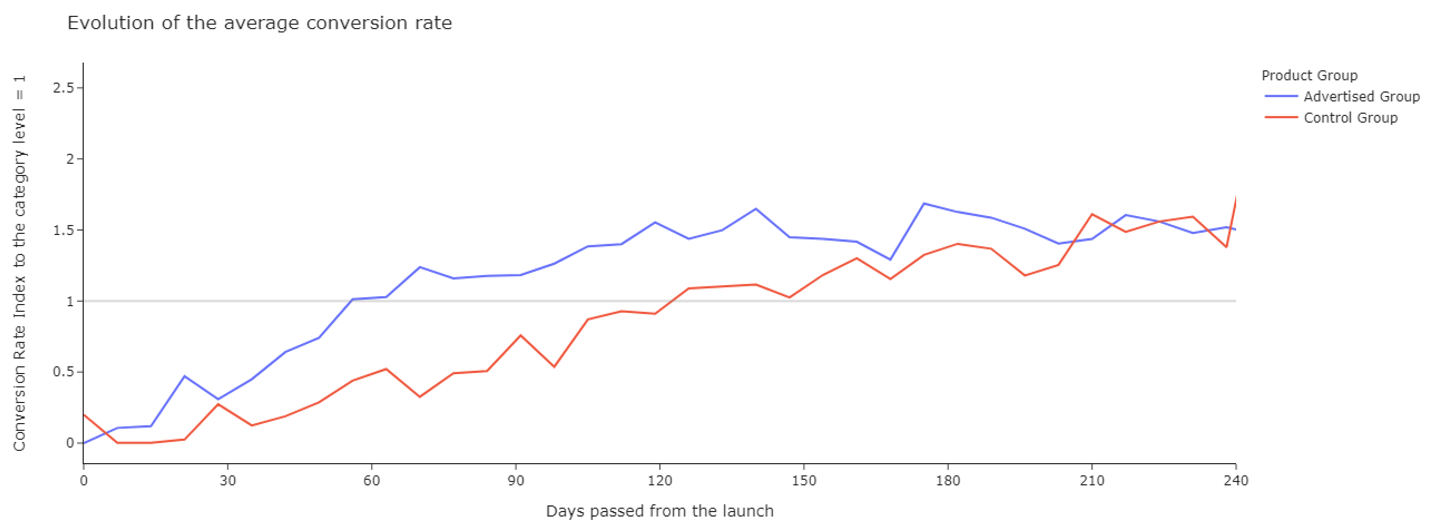 Evolution of the average conversion rate
Conversion Rate Index to the category level = 1
2.5
2
1.5
1
0.5
0
0 30 60 90 120 150 180 210 240
Days passed from the launch
Product Group
Advertised Group
Control Group